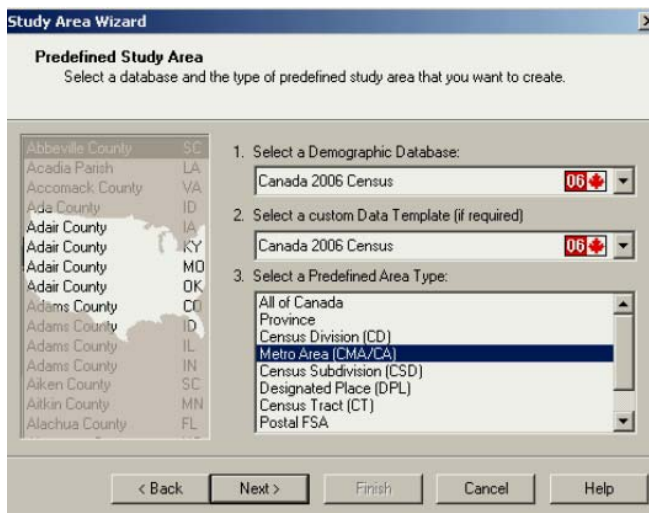 Study Area Wizard
Predefined Study Area
Select a database and the type of predefined study area that you want to create.
Abbeville County SC
Acadia Parish LA
Accomack County VA
Ada County ID
Adair County IA
Adair County KY
Adair County MO
Adair County OK
Adams County CO
Adams County ID
Adams County IL
Adams County IN
Aiken County SC
Aitkin County MN
Alachua County FL
1. Select a Demographic Database:
Canada 2006 Census 06
2. Select a custom Data Template (if required)
Canada 2006 Census 06
3. Select a Predefined Area Type:
All of Canada
Province
Census Division (CD)
Metro Area (CMA/CA)
Census Subdivision (CSD)
Designated Place (DPL)
Census Tract (CT)
Postal FSA
< Back Next > Finish Cancel Help